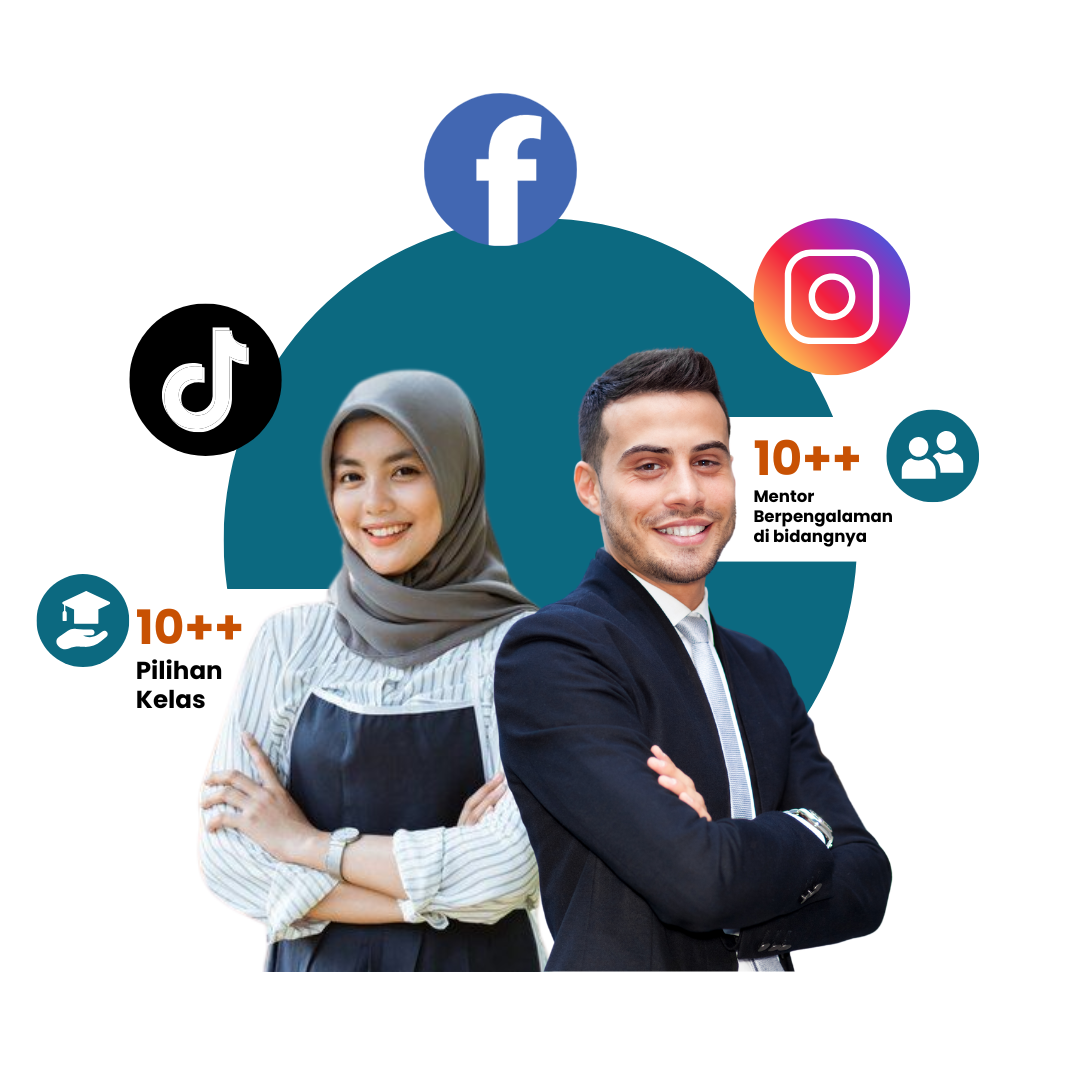 10++
Mentor
Berpengalaman
di bidangnya
10++
Pilihan
Kelas